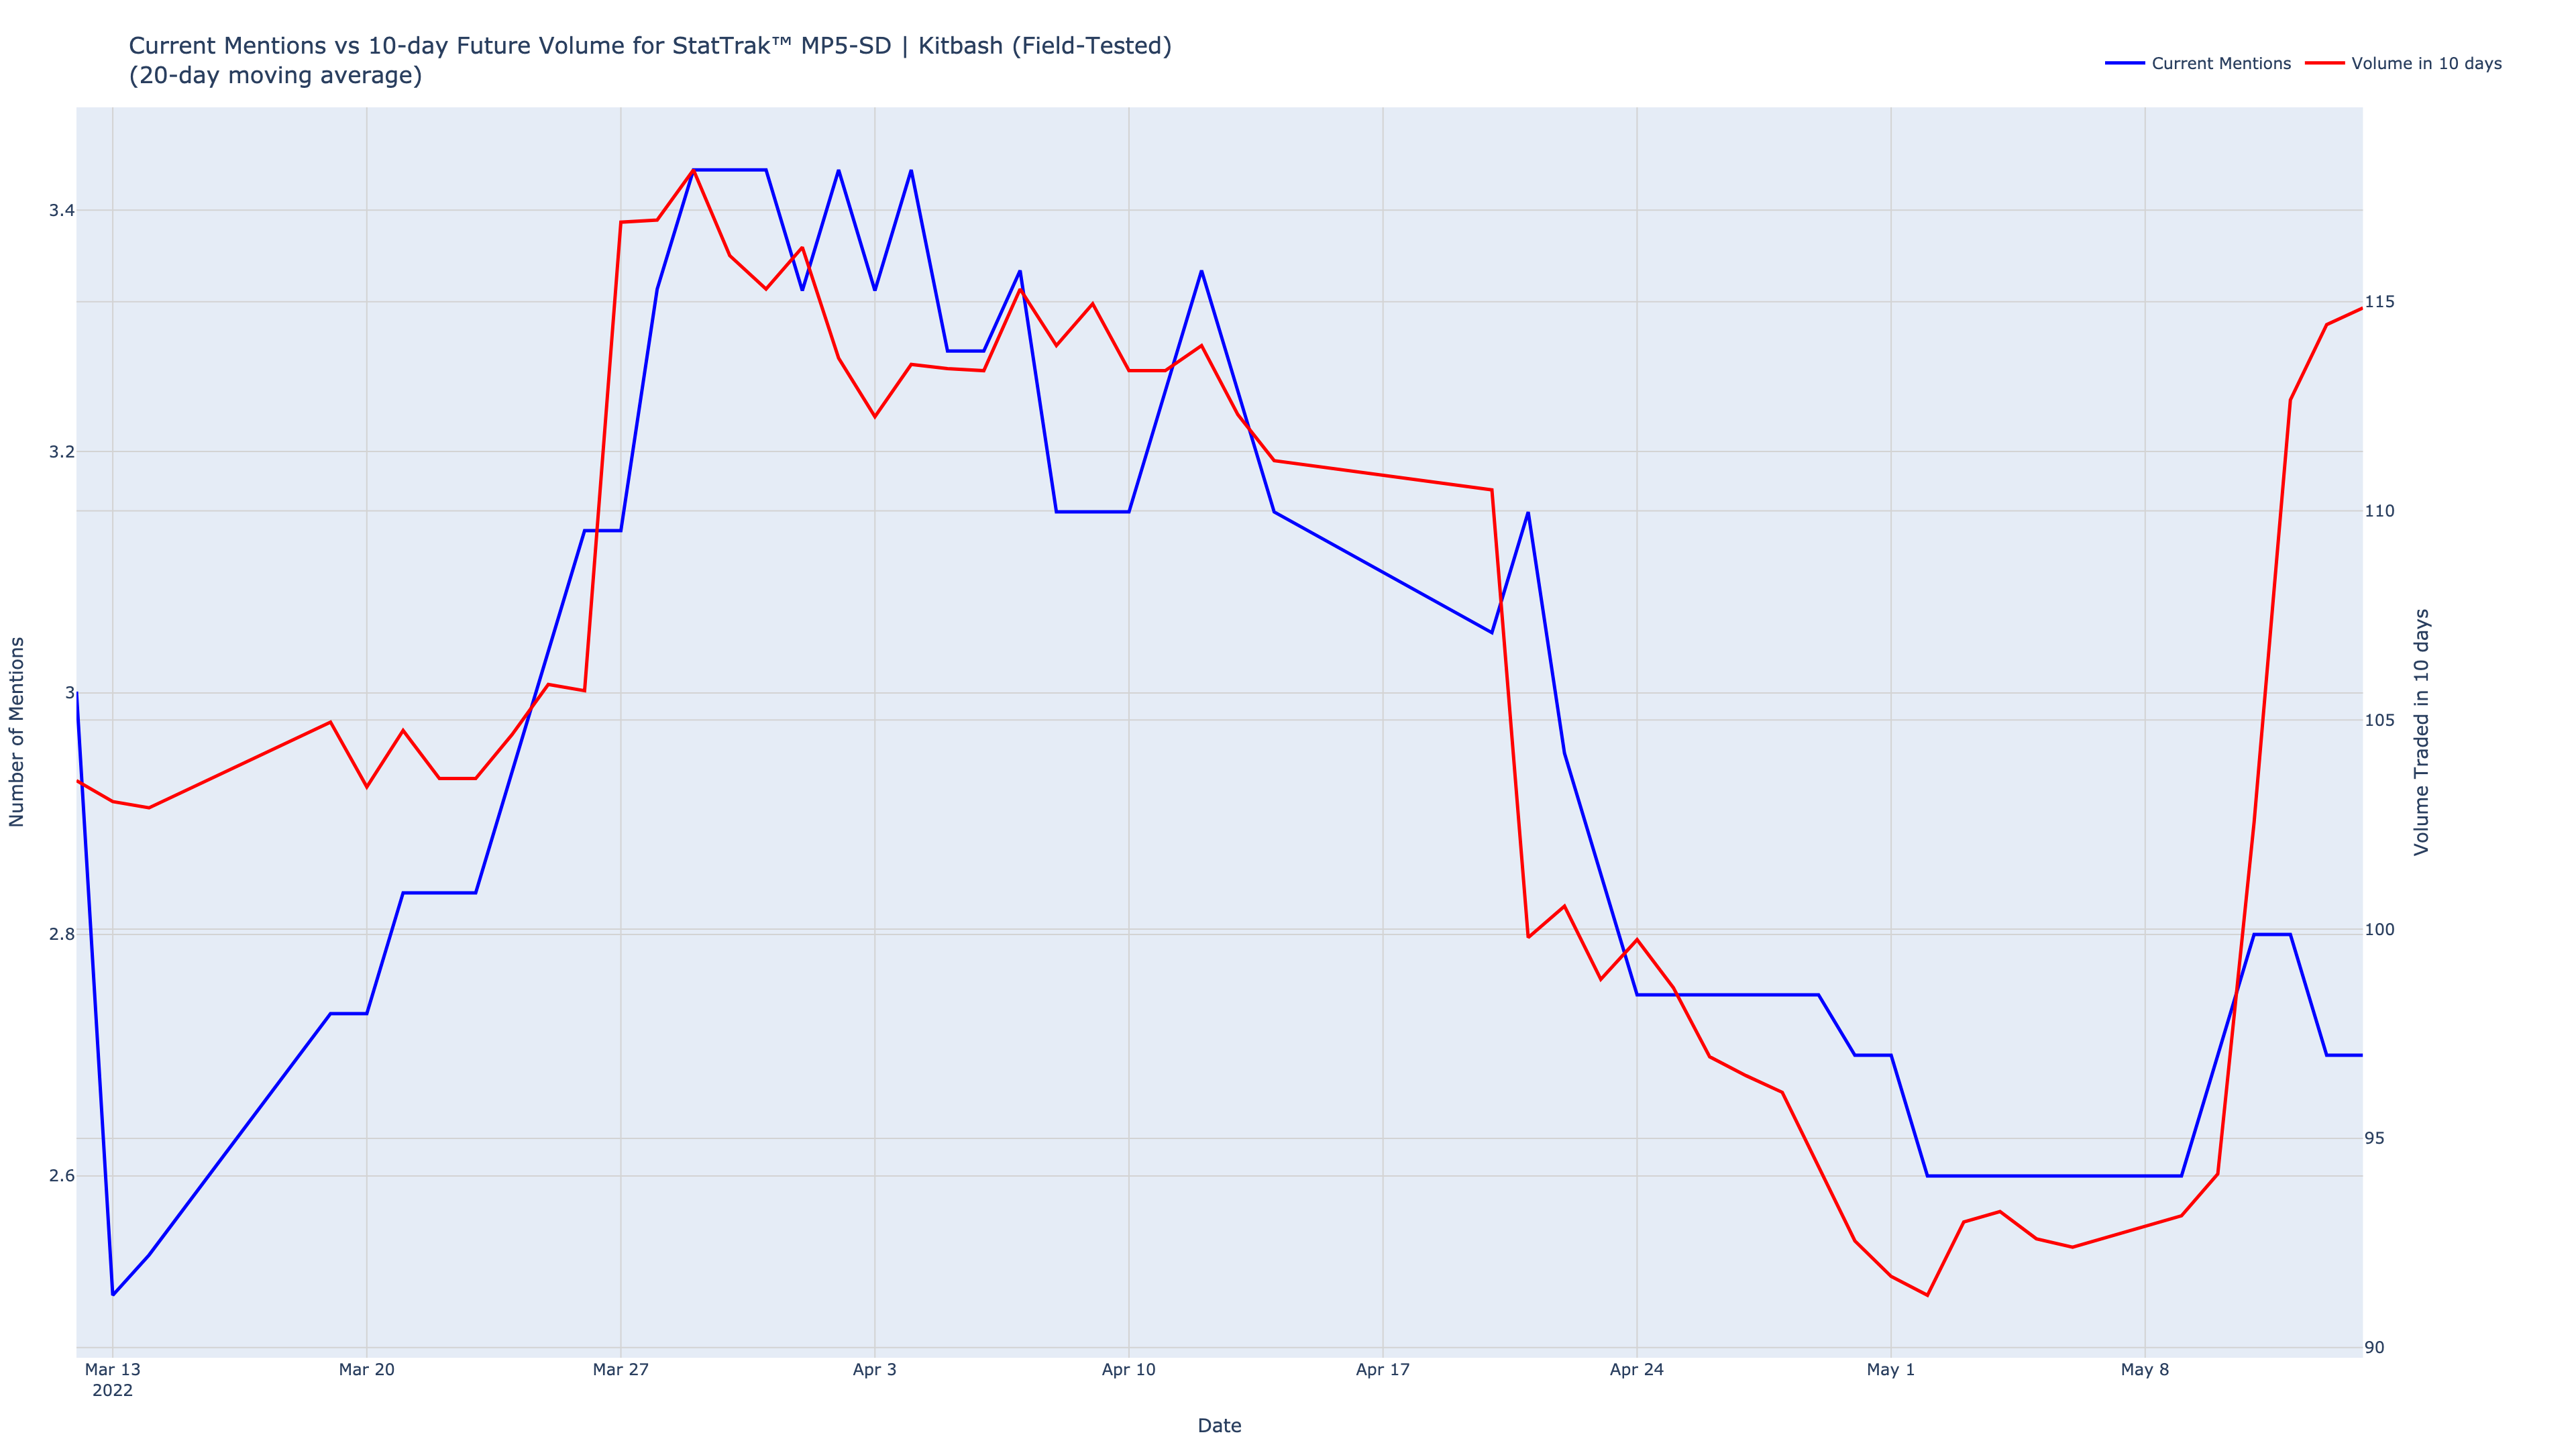 Current Mentions vs 10-day Future Volume for StatTrak™ MP5-SD | Kitbash (Field-Tested)
(20-day moving average)
Current Mentions
Volume in 10 days
3.4
3.2
3
2.8
2.6
Number of Mentions
115
110
105
100
95
90
Volume Traded in 10 days
Mar 13
2022
Mar 20
Mar 27
Apr 3
Apr 10
Apr 17
Apr 24
May 1
May 8
Date